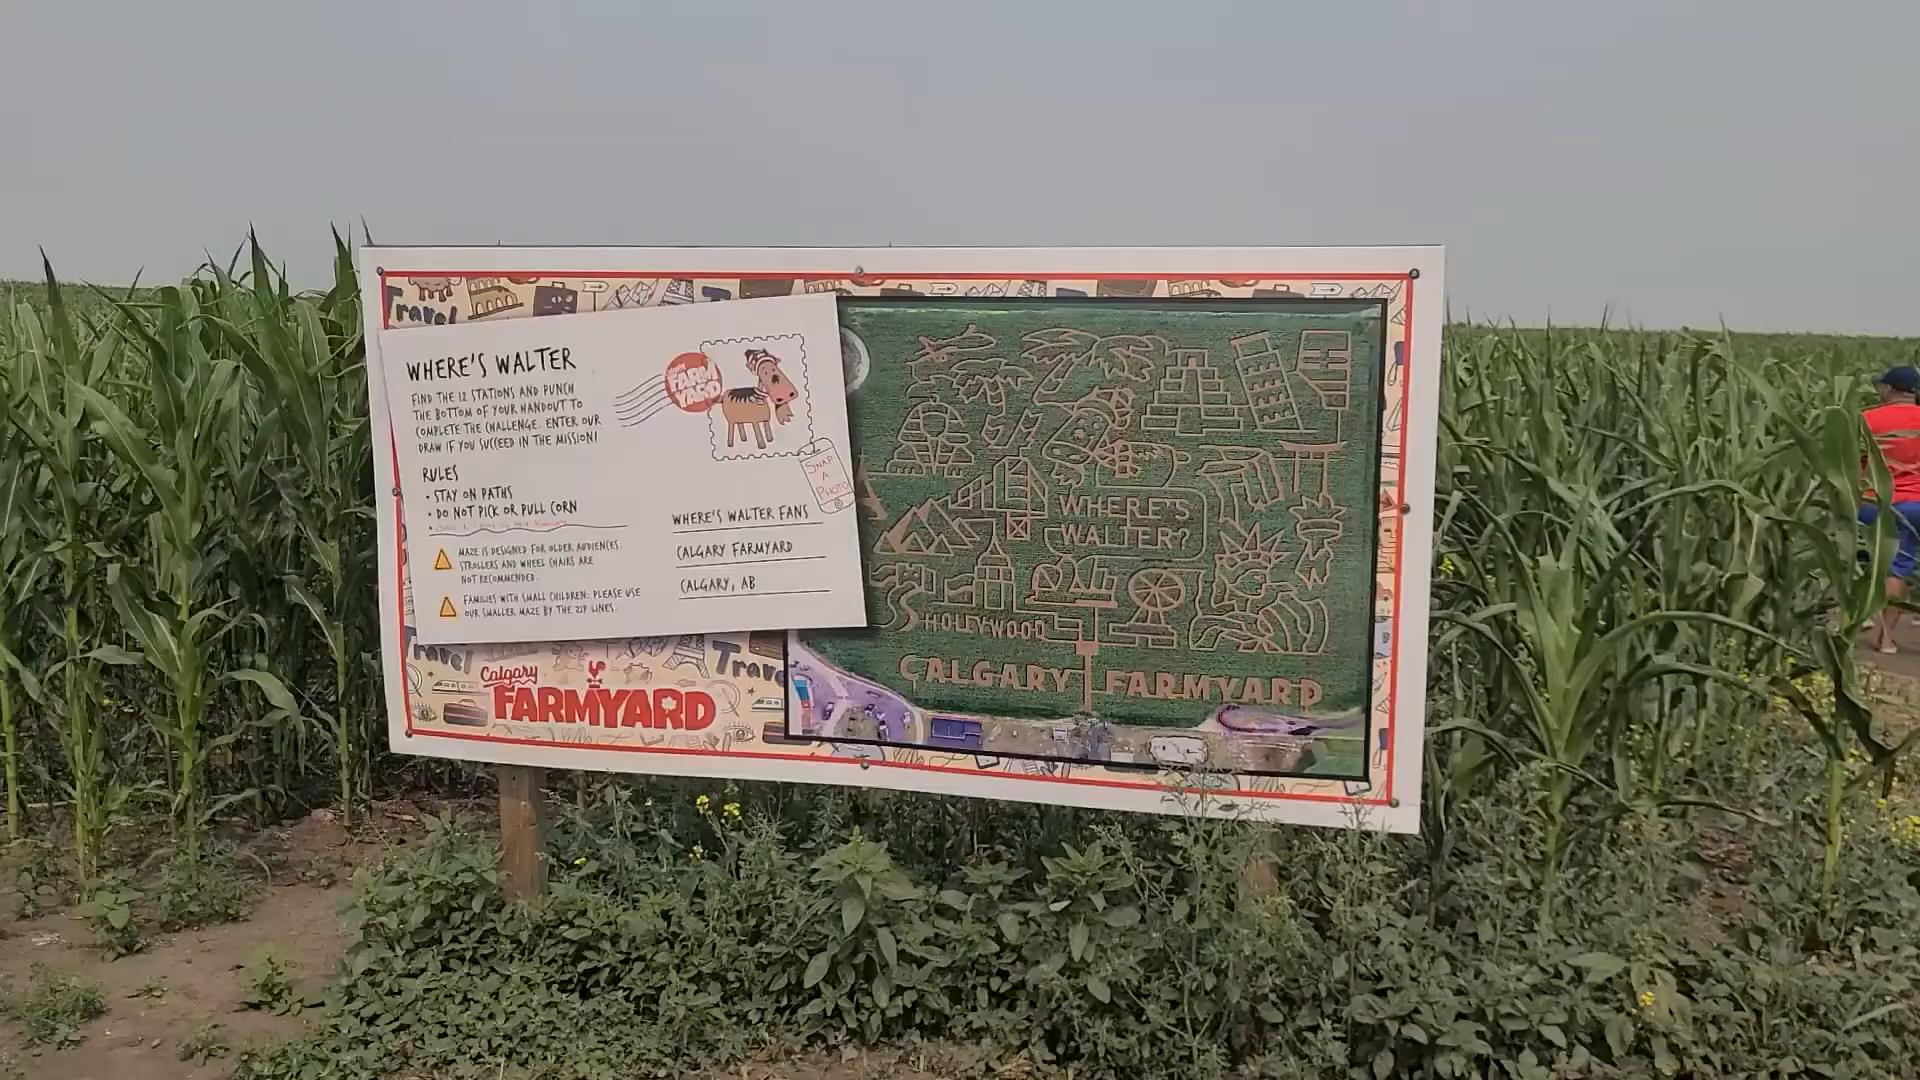 Travel
WHERE'S WALTER
FIND THE 12 STATIONS AND PUNCH
THE BOTTOM OF YOUR HANDOUT TO
COMPLETE THE CHALLENGE. ENTER OUR
DRAW IF YOU SUCCEED IN THE MISSION!
RULES
• STAY ON PATHS
• DO NOT PICK OR PULL CORN
MAZE IS DESIGNED FOR OLDER AUDIENCES.
STROLLERS AND WHEEL CHAIRS ARE
NOT RECOMMENDED.
FAMILIES WITH SMALL CHILDREN: PLEASE USE
OUR SMALLER MAZE BY THE ZIP LINES.
FARM
YARD
SNAP
A
PHOTO
WHERE'S WALTER FANS
CALGARY FARMYARD
CALGARY, AB
Travel
Trave
Calgary
FARMYARD
WHERE'S
WALTER?
HOLLYWOOD
CALGARY FARMYARD